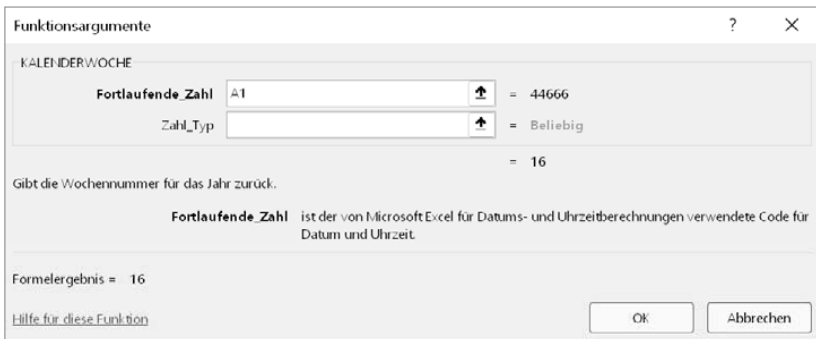 Funktionsargumente ? ✕
KALENDERWOCHE
Fortlaufende_Zahl A1 = 44666
Zahl_Typ = Beliebig
= 16
Gibt die Wochennummer für das Jahr zurück.
Fortlaufende_Zahl ist der von Microsoft Excel für Datums- und Uhrzeitberechnungen verwendete Code für
Datum und Uhrzeit.
Formelergebnis = 16
Hilfe für diese Funktion OK Abbrechen